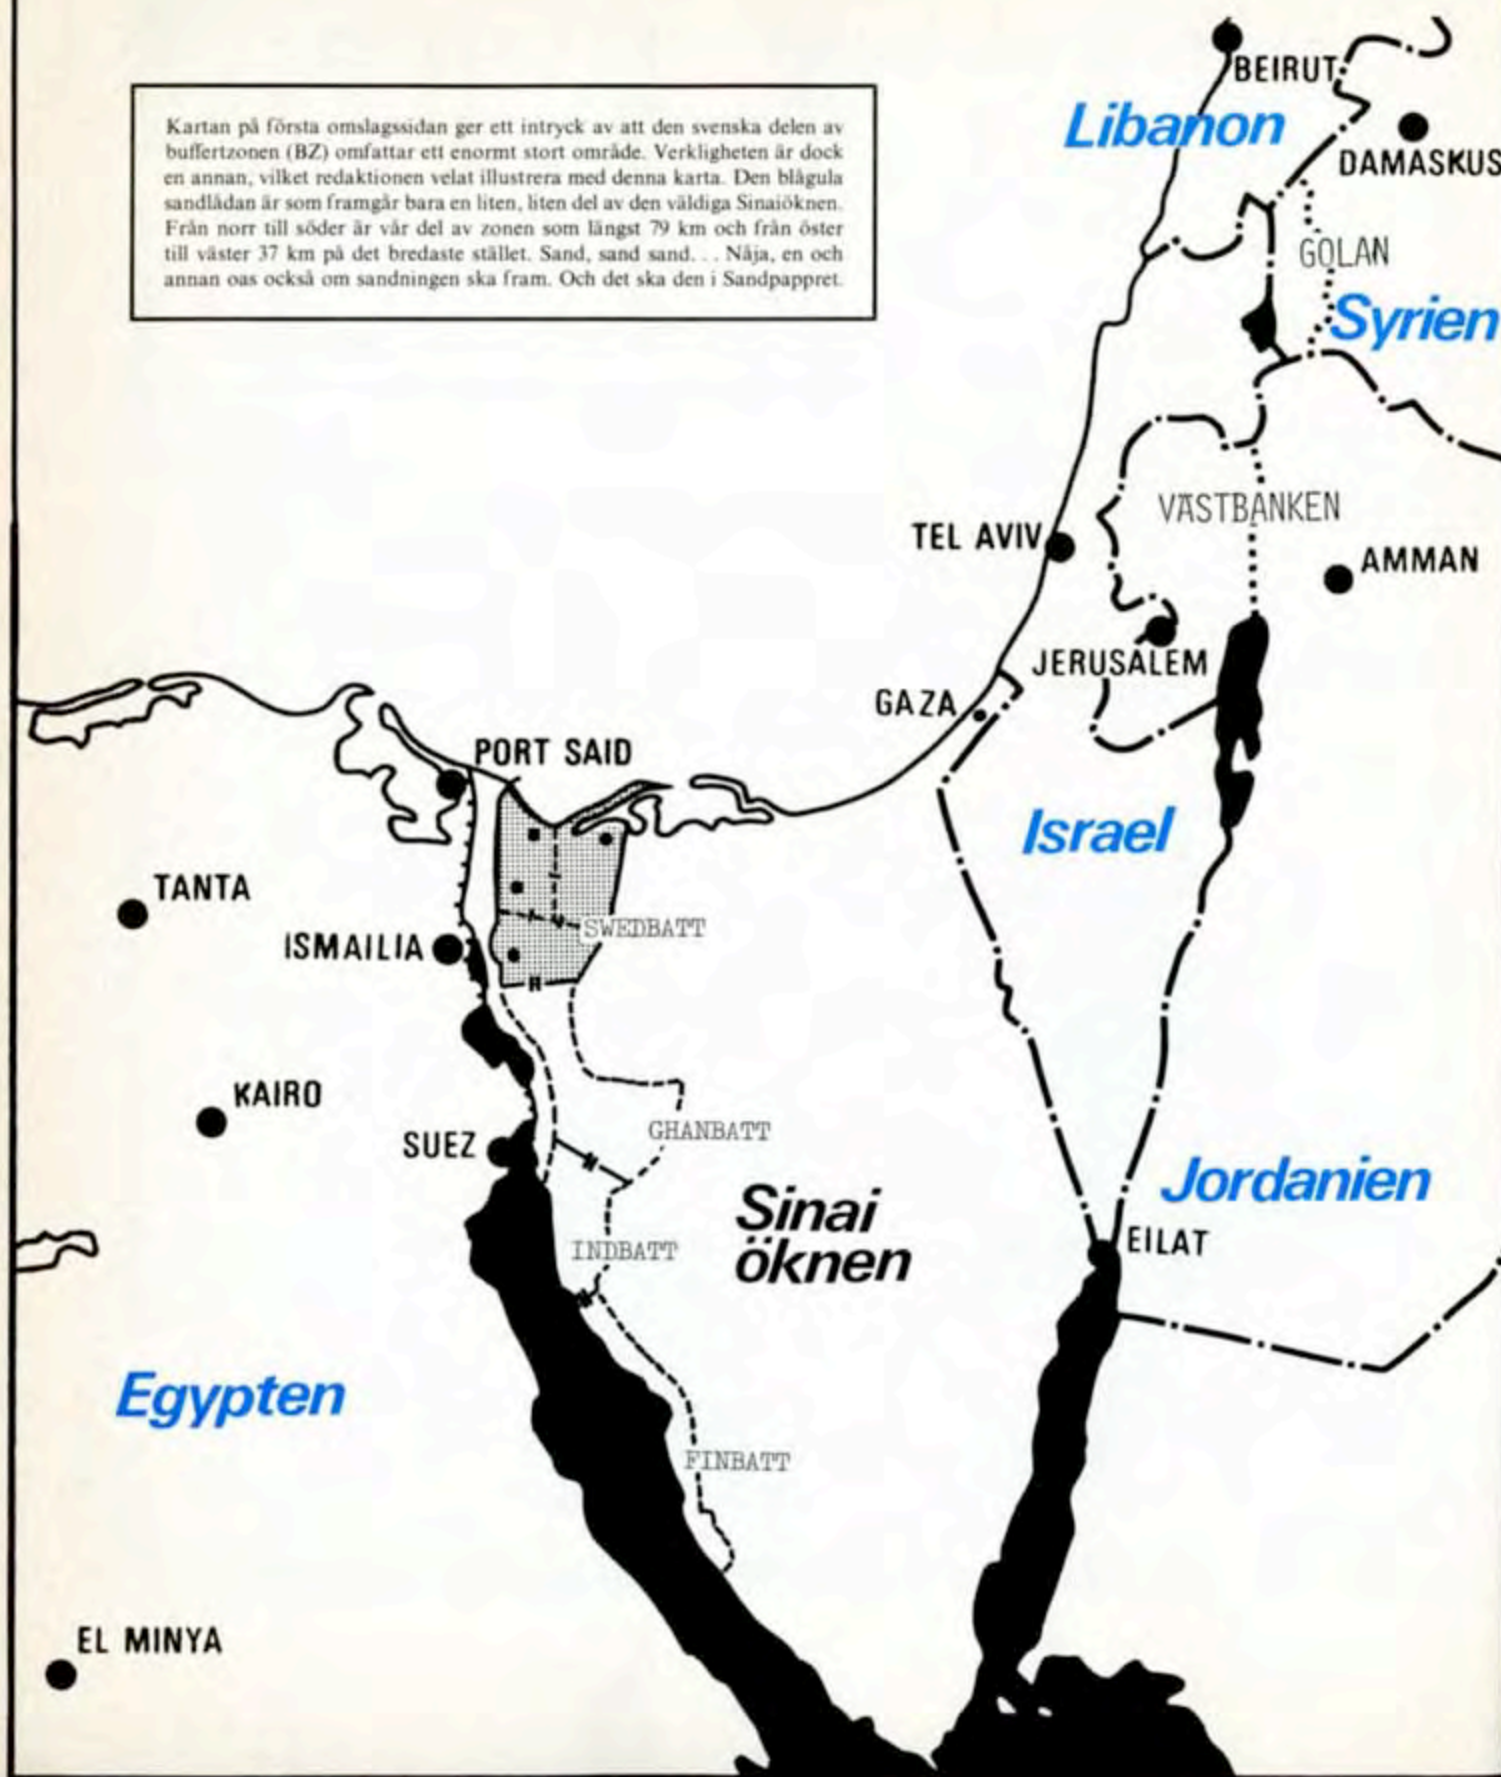 Kartan på första omslagssidan ger ett intryck av att den svenska delen av
buffertzonen (BZ) omfattar ett enormt stort område. Verkligheten är dock
en annan, vilket redaktionen velat illustrera med denna karta. Den blågula
sandlådan är som framgår bara en liten, liten del av den väldiga Sinaiöknen.
Från norr till söder är vår del av zonen som längst 79 km och från öster
till väster 37 km på det bredaste stället. Sand, sand sand. . . Nåja, en och
annan oas också om sandningen ska fram. Och det ska den i Sandpappret.
BEIRUT
Libanon
DAMASKUS
GOLAN
Syrien
VÄSTBANKEN
TEL AVIV
AMMAN
JERUSALEM
GAZA
PORT SAID
Israel
TANTA
SWEDBATT
ISMAILIA
KAIRO
GHANBATT
SUEZ
Jordanien
Sinai
öknen
EILAT
INDBATT
Egypten
FINBATT
EL MINYA